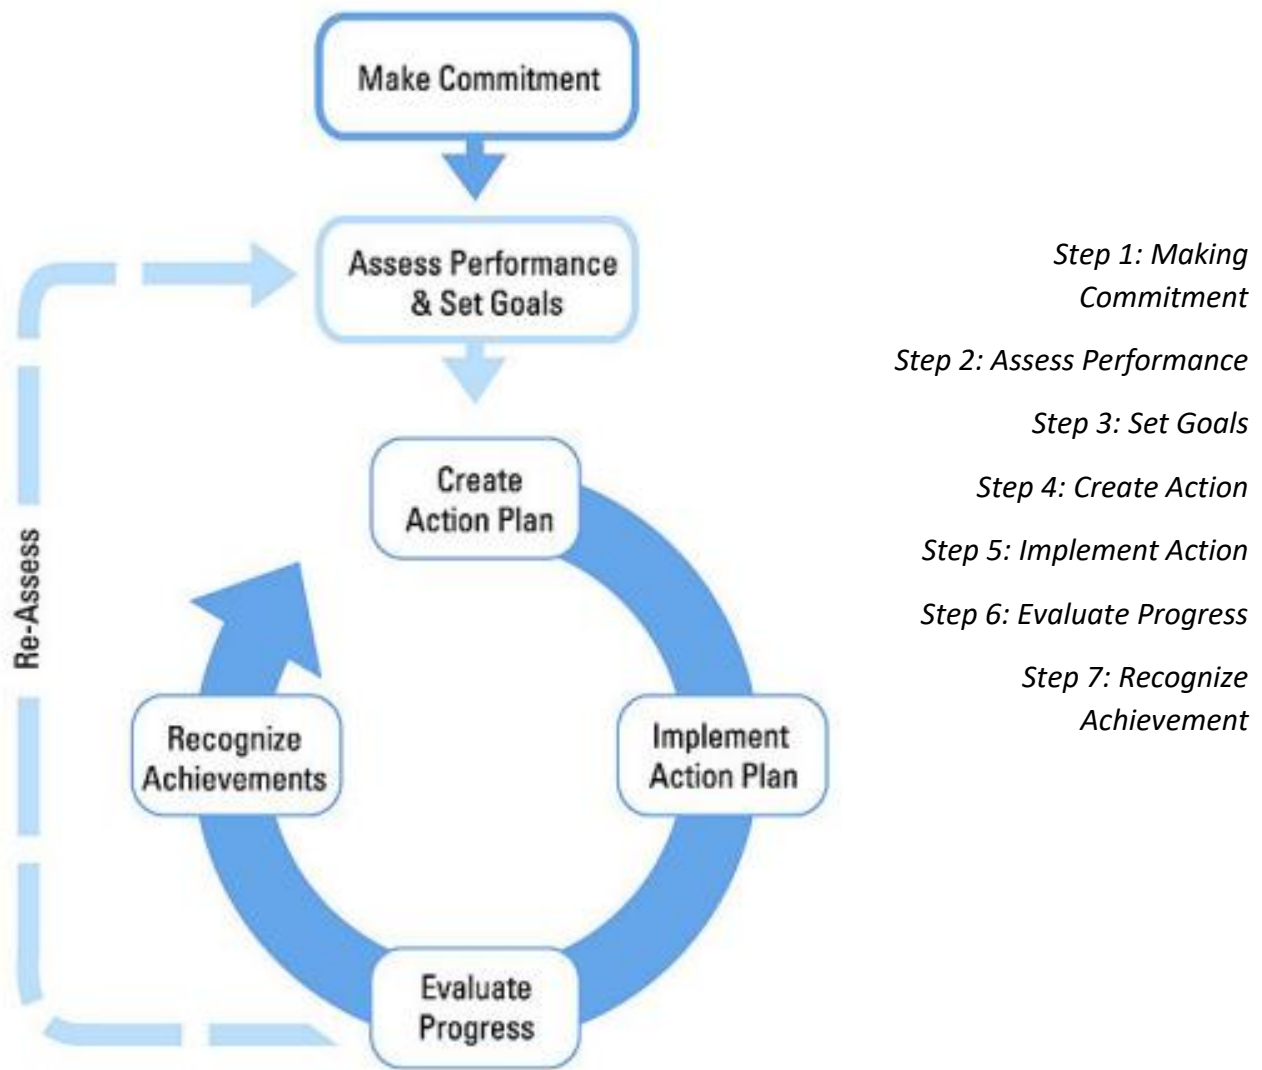 Make Commitment
Assess Performance
& Set Goals
Create
Action Plan
Implement
Action Plan
Evaluate
Progress
Recognize
Achievements
Re-Assess
Step 1: Making
Commitment
Step 2: Assess Performance
Step 3: Set Goals
Step 4: Create Action
Step 5: Implement Action
Step 6: Evaluate Progress
Step 7: Recognize
Achievement